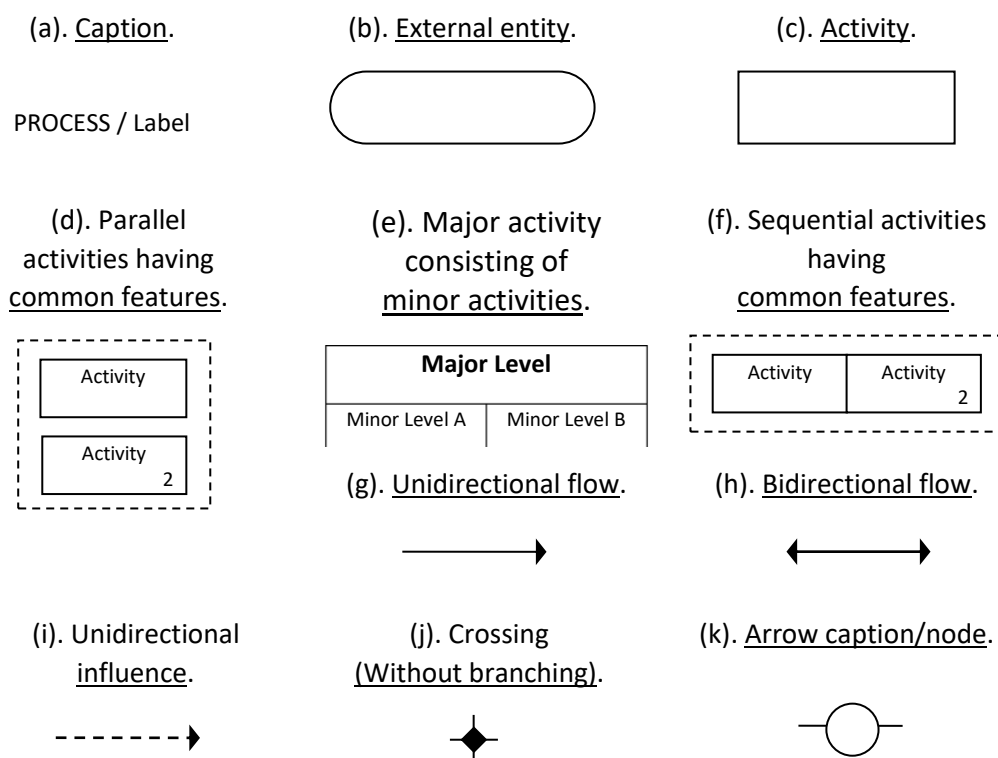 (a). Caption.
(b). External entity.
(c). Activity.
PROCESS / Label
(d). Parallel
activities having
common features.
(e). Major activity
consisting of
minor activities.
(f). Sequential activities
having
common features.
Activity
Activity
2
Major Level
Minor Level A
Minor Level B
Activity
Activity
2
(g). Unidirectional flow.
(h). Bidirectional flow.
(i). Unidirectional
influence.
(j). Crossing
(Without branching).
(k). Arrow caption/node.